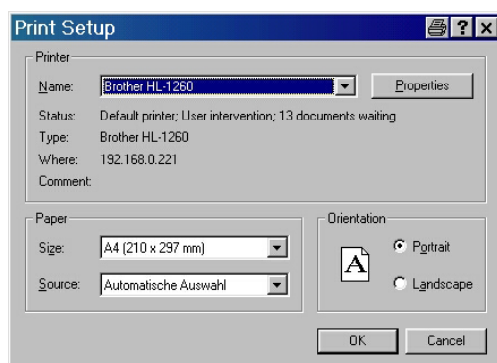 Print Setup
Printer
Name: Brother HL-1260 Properties
Status: Default printer; User intervention; 13 documents waiting
Type: Brother HL-1260
Where: 192.168.0.221
Comment:
Paper
Size: A4 (210 x 297 mm)
Source: Automatische Auswahl
Orientation
A
Portrait
Landscape
OK Cancel